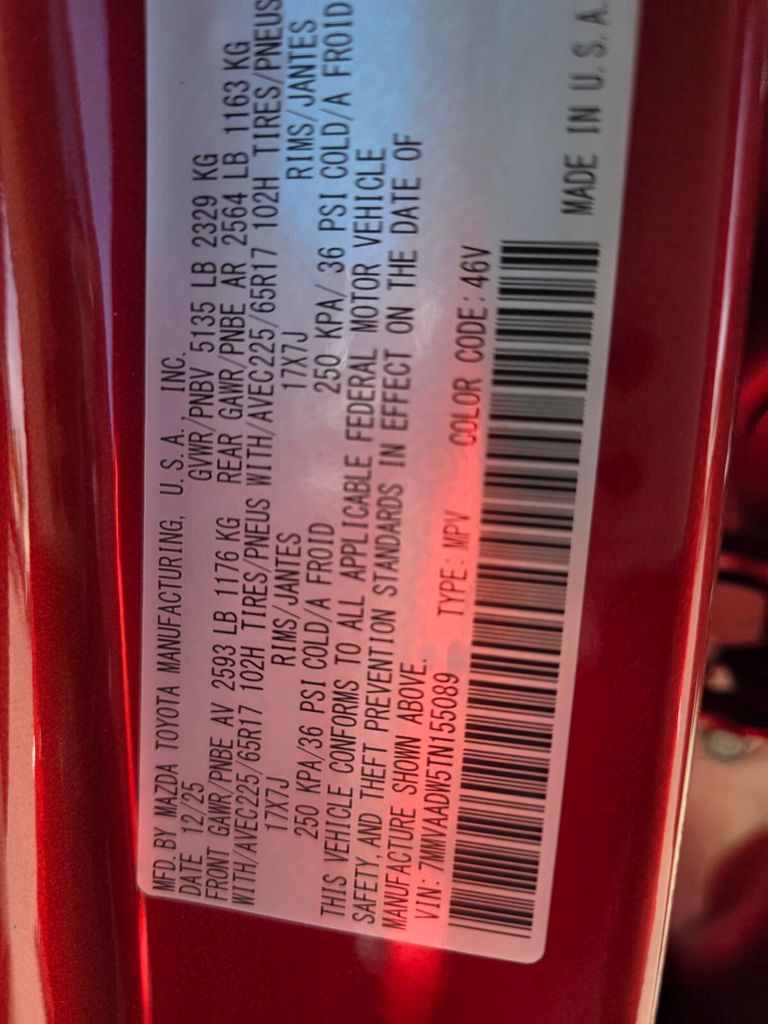 MFD.BY MAZDA TOYOTA MANUFACTURING, U.S.A., INC.
DATE 12/25 GVWR/PNBV 5135 LB 2329 KG
FRONT GAWR/PNBE AV 2593 LB 1176 KG REAR GAWR/PNBE AR 2564 LB 1163 KG
WITH/AVEC225/65R17 102H TIRES/PNEUS WITH/AVEC225/65R17 102H TIRES/PNEUS
17X7J RIMS/JANTES 17X7J RIMS/JANTES
250 KPA/36 PSI COLD/A FROID 250 KPA/ 36 PSI COLD/A FROID
THIS VEHICLE CONFORMS TO ALL APPLICABLE FEDERAL MOTOR VEHICLE
SAFETY, AND THEFT PREVENTION STANDARDS IN EFFECT ON THE DATE OF
MANUFACTURE SHOWN ABOVE.
VIN: 7MMVAADW5TN155089 TYPE: MPV COLOR CODE: 46V
MADE IN U.S.A.